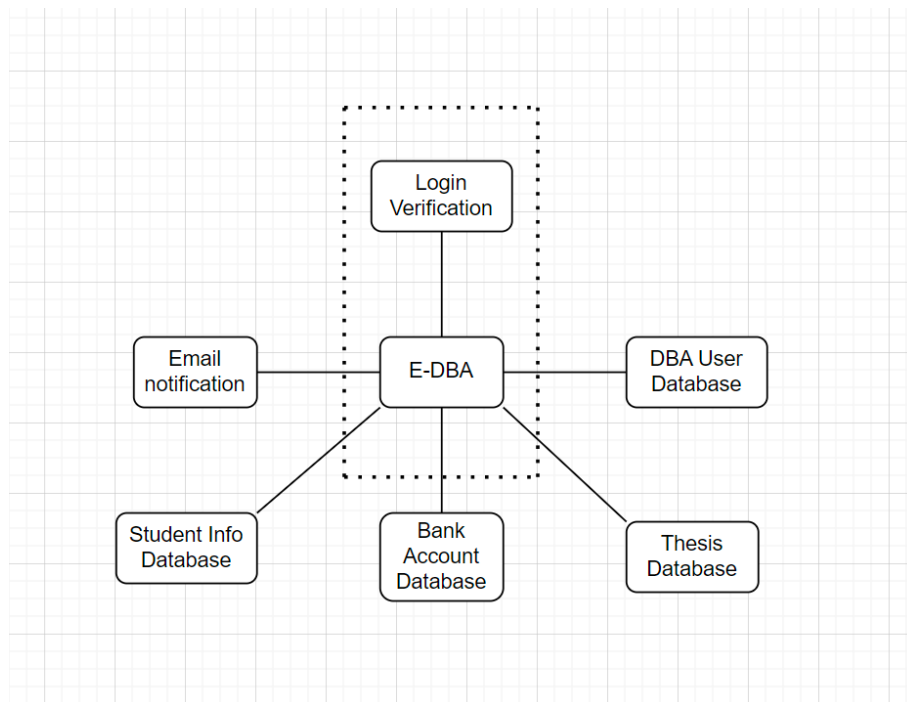 Login
Verification
Email
notification
E-DBA
DBA User
Database
Student Info
Database
Bank
Account
Database
Thesis
Database